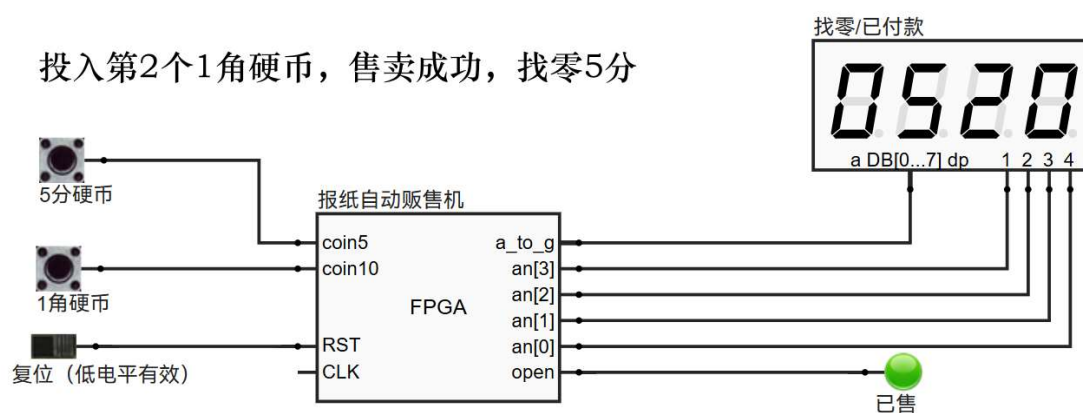 找零/已付款
投入第2个1角硬币，售卖成功，找零5分
0520
a DB[0...7] dp 1 2 3 4
5分硬币
报纸自动贩售机
coin5 a_to_g
coin10 an[3]
1角硬币
an[2]
FPGA
an[1]
RST an[0]
复位（低电平有效）
CLK open
已售